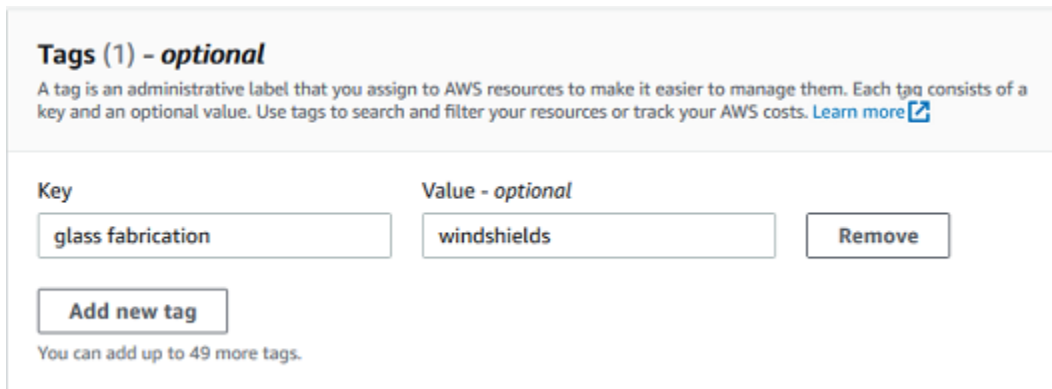 Tags (1) – optional
A tag is an administrative label that you assign to AWS resources to make it easier to manage them. Each tag consists of a
key and an optional value. Use tags to search and filter your resources or track your AWS costs. Learn more
Key
Value - optional
glass fabrication
windshields
Remove
Add new tag
You can add up to 49 more tags.